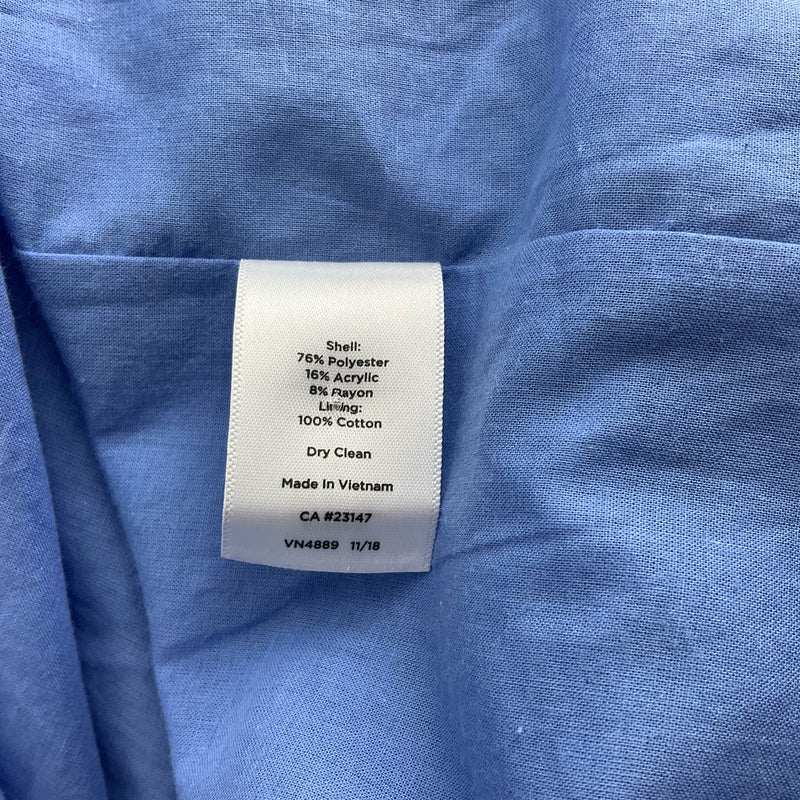 Shell:
76% Polyester
16% Acrylic
8% Rayon
Lining:
100% Cotton
Dry Clean
Made In Vietnam
CA #23147
VN4889 11/18